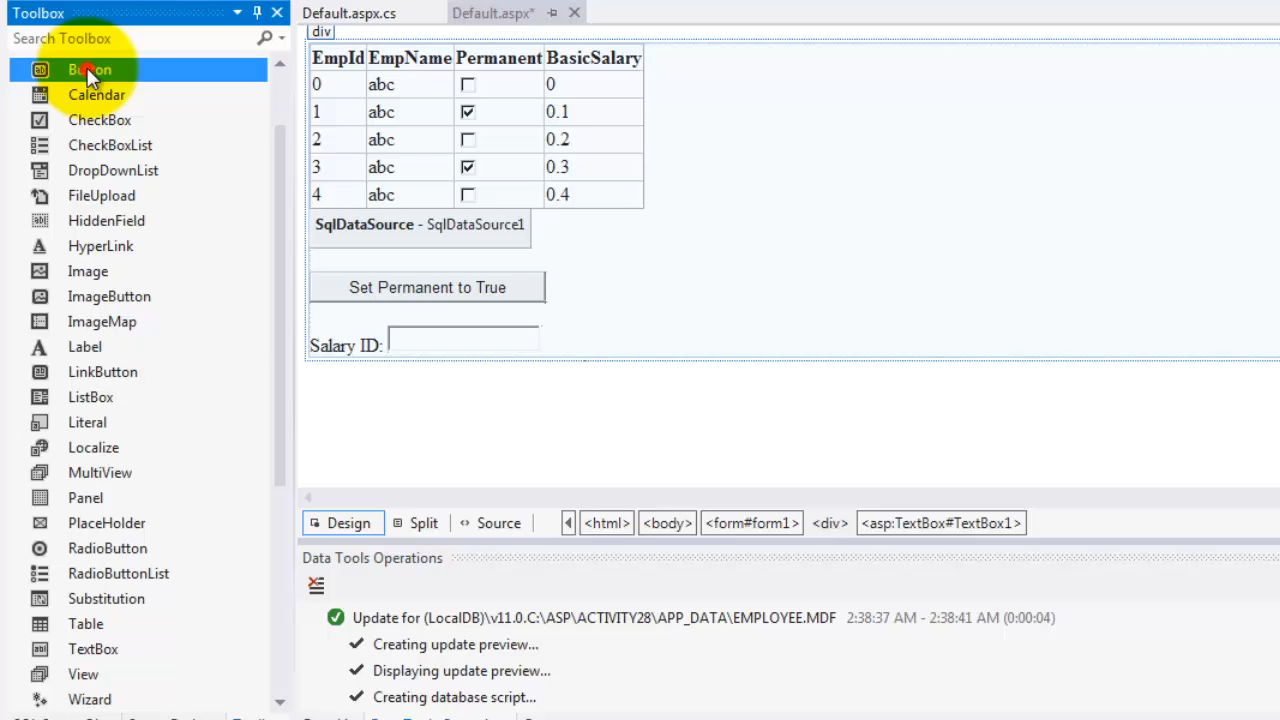 Toolbox
Search Toolbox
Button
Calendar
CheckBox
CheckBoxList
DropDownList
FileUpload
HiddenField
HyperLink
Image
ImageButton
ImageMap
Label
LinkButton
ListBox
Literal
Localize
MultiView
Panel
PlaceHolder
RadioButton
RadioButtonList
Substitution
Table
TextBox
View
Wizard
Default.aspx.cs
Default.aspx*
div
EmpId EmpName Permanent BasicSalary
0 abc 0
1 abc 0.1
2 abc 0.2
3 abc 0.3
4 abc 0.4
SqlDataSource - SqlDataSource1
Set Permanent to True
Salary ID:
Design Split Source <html> <body> <form#form1> <div> <asp:TextBox#TextBox1>
Data Tools Operations
Update for (LocalDB)\v11.0.C:\ASP\ACTIVITY28\APP_DATA\EMPLOYEE.MDF 2:38:37 AM - 2:38:41 AM (0:00:04)
Creating update preview...
Displaying update preview...
Creating database script...